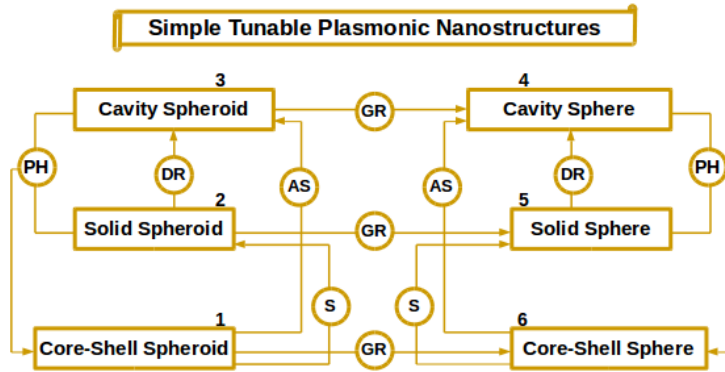 Simple Tunable Plasmonic Nanostructures
3 4
Cavity Spheroid GR Cavity Sphere
PH DR AS AS DR PH
2 5
Solid Spheroid GR Solid Sphere
S S
1 6
Core-Shell Spheroid GR Core-Shell Sphere